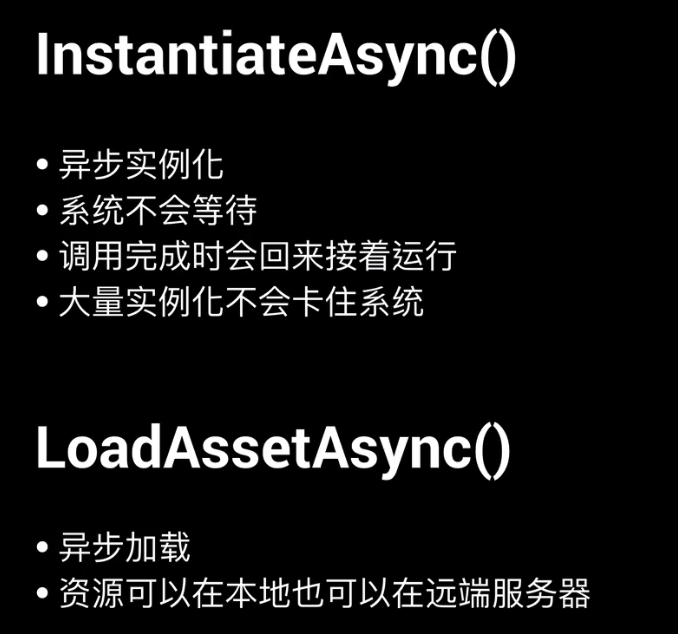 InstantiateAsync()
• 异步实例化
• 系统不会等待
• 调用完成时会回来接着运行
• 大量实例化不会卡住系统
LoadAssetAsync()
• 异步加载
• 资源可以在本地也可以在远端服务器